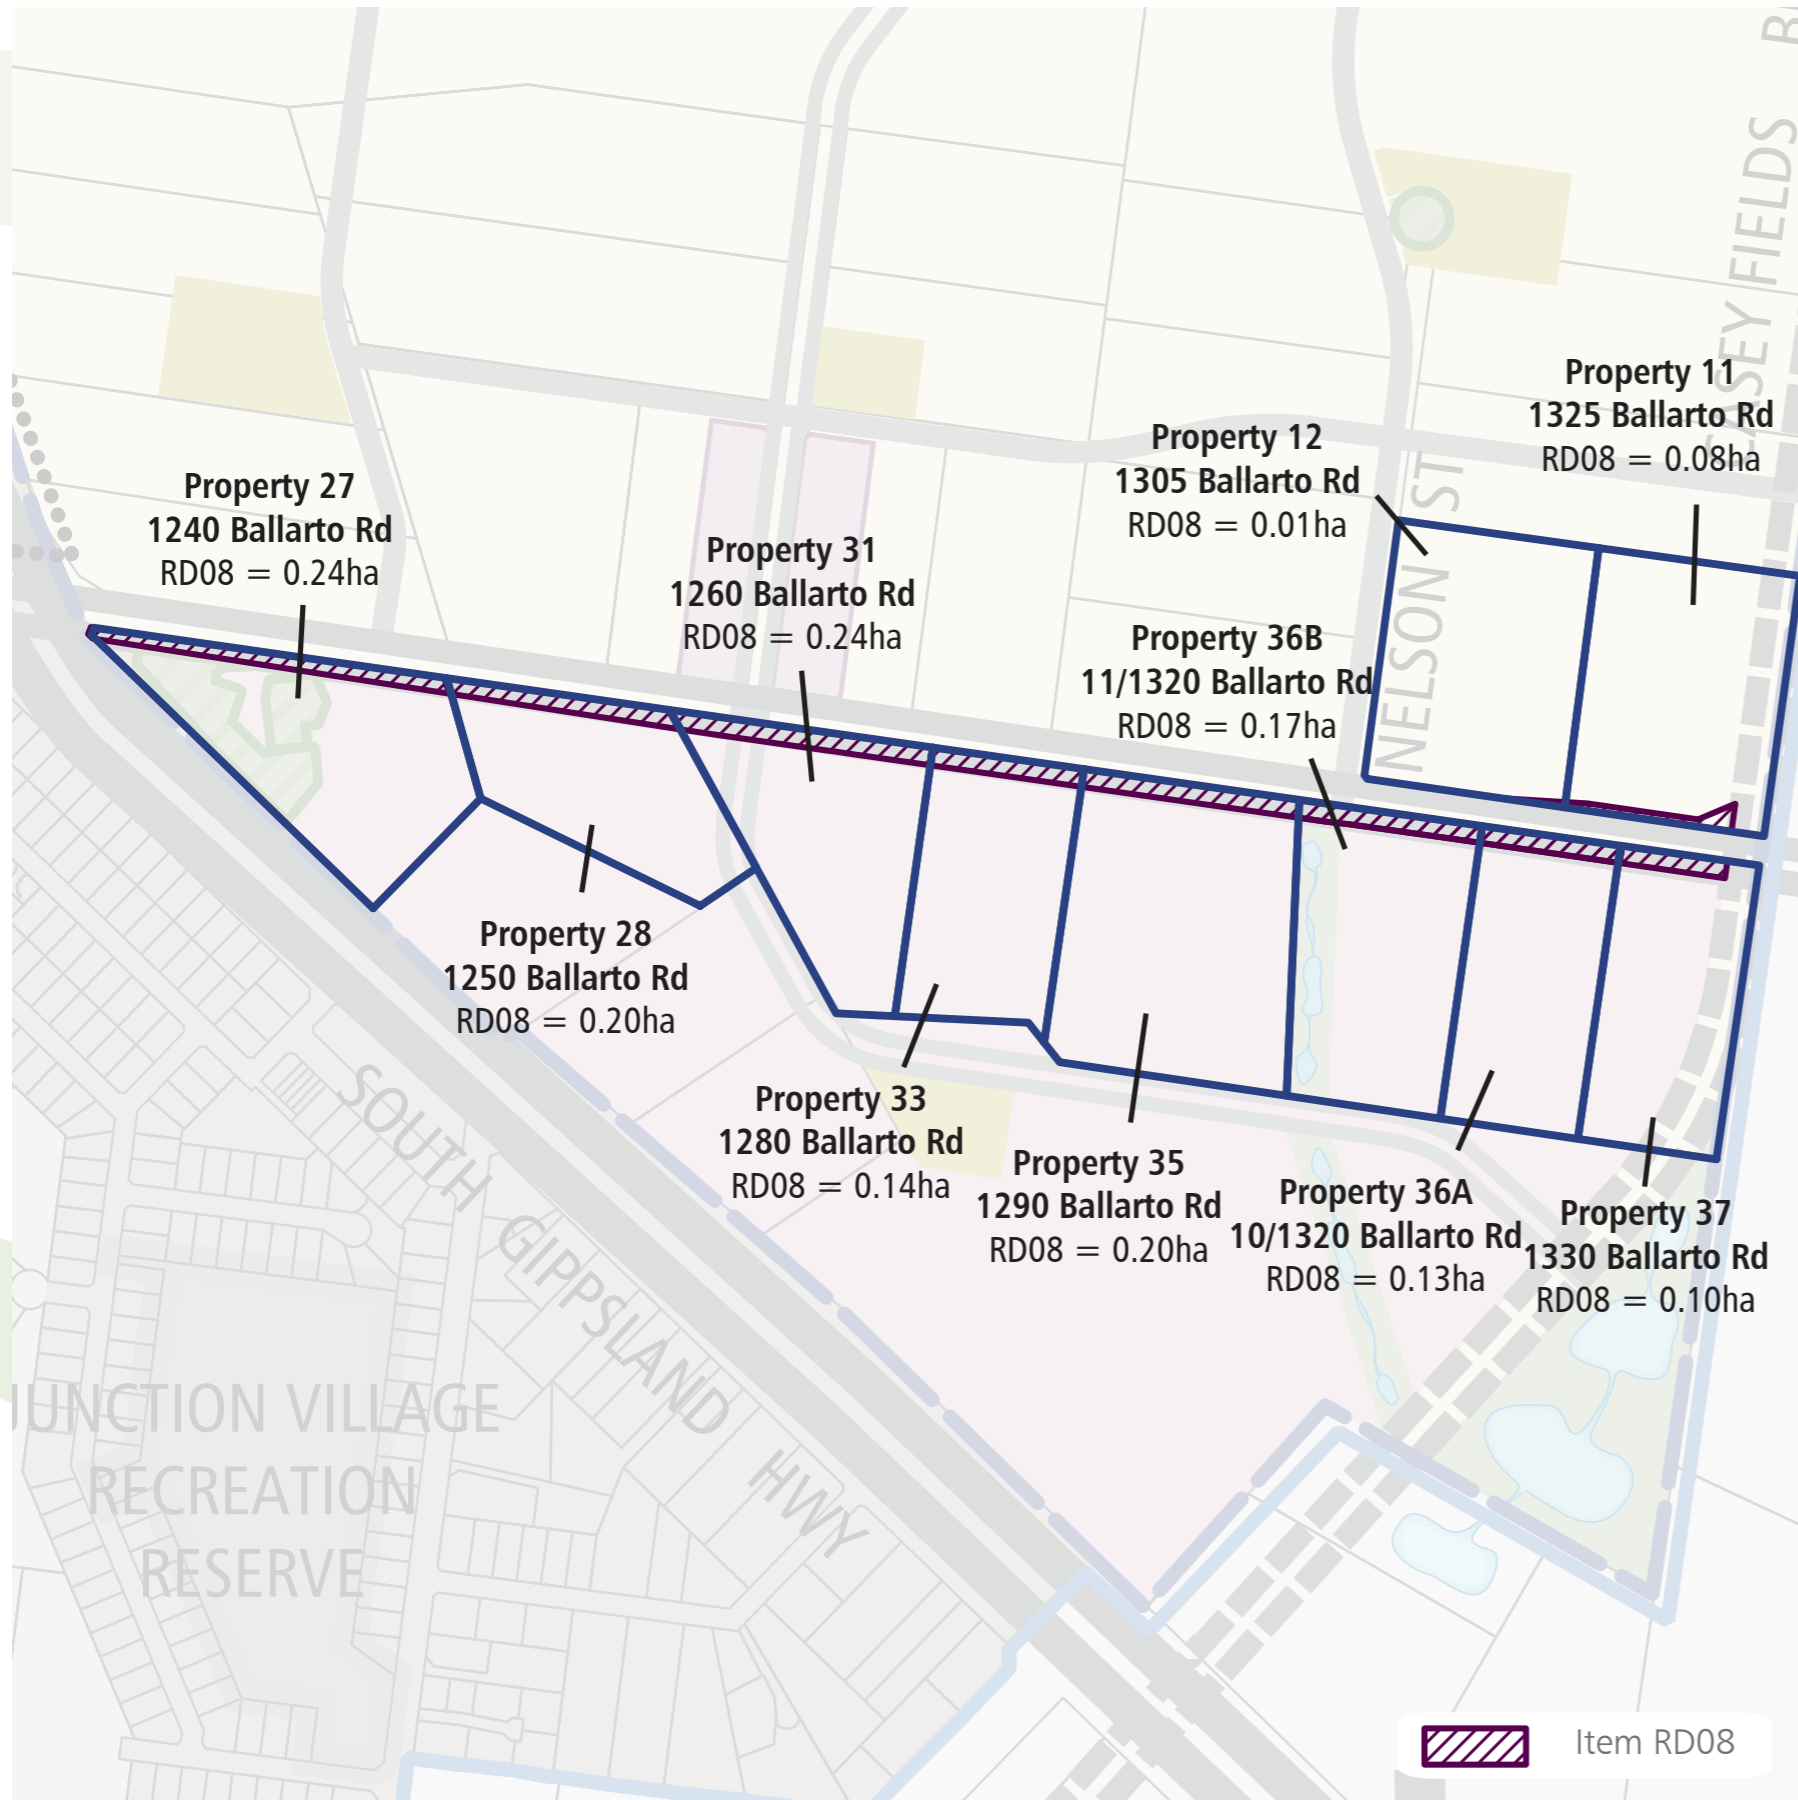 Property 11
1325 Ballarto Rd
RD08 = 0.08ha
Property 12
1305 Ballarto Rd
RD08 = 0.01ha
Property 27
1240 Ballarto Rd
RD08 = 0.24ha
Property 31
1260 Ballarto Rd
RD08 = 0.24ha
Property 36B
11/1320 Ballarto Rd
RD08 = 0.17ha
NELSON ST
CASEY FIELDS
Property 28
1250 Ballarto Rd
RD08 = 0.20ha
Property 33
1280 Ballarto Rd
RD08 = 0.14ha
Property 35
1290 Ballarto Rd
RD08 = 0.20ha
Property 36A
10/1320 Ballarto Rd
RD08 = 0.13ha
Property 37
1330 Ballarto Rd
RD08 = 0.10ha
SOUTH GIPPSLAND HWY
JUNCTION VILLAGE
RECREATION
RESERVE
Item RD08